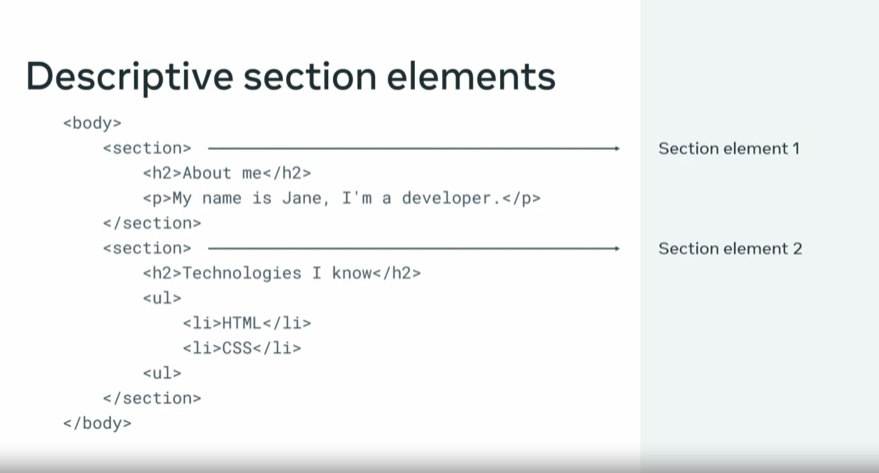 Descriptive section elements
<body>
<section>
Section element 1
<h2>About me</h2>
<p>My name is Jane, I'm a developer.</p>
</section>
<section>
Section element 2
<h2>Technologies I know</h2>
<ul>
<li>HTML</li>
<li>CSS</li>
<ul>
</section>
</body>